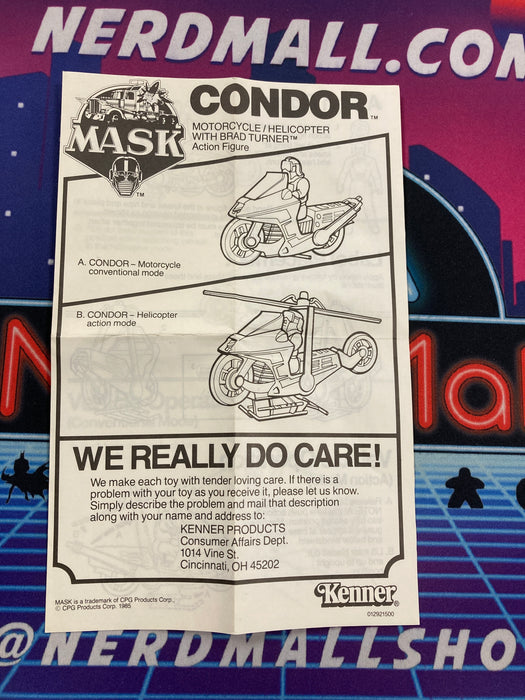 NERDMALL.COM
MASK
TM
CONDOR TM
MOTORCYCLE/HELICOPTER
WITH BRAD TURNER™
Action Figure
A. CONDOR – Motorcycle
conventional mode
B. CONDOR – Helicopter
action mode
WE REALLY DO CARE!
We make each toy with tender loving care. If there is a
problem with your toy as you receive it, please let us know.
Simply describe the problem and mail that description
along with your name and address to:
KENNER PRODUCTS
Consumer Affairs Dept.
1014 Vine St.
Cincinnati, OH 45202
MASK is a trademark of CPG Products Corp.,
© CPG Products Corp. 1985
Kenner®
012921500
@NERDMALLSHO